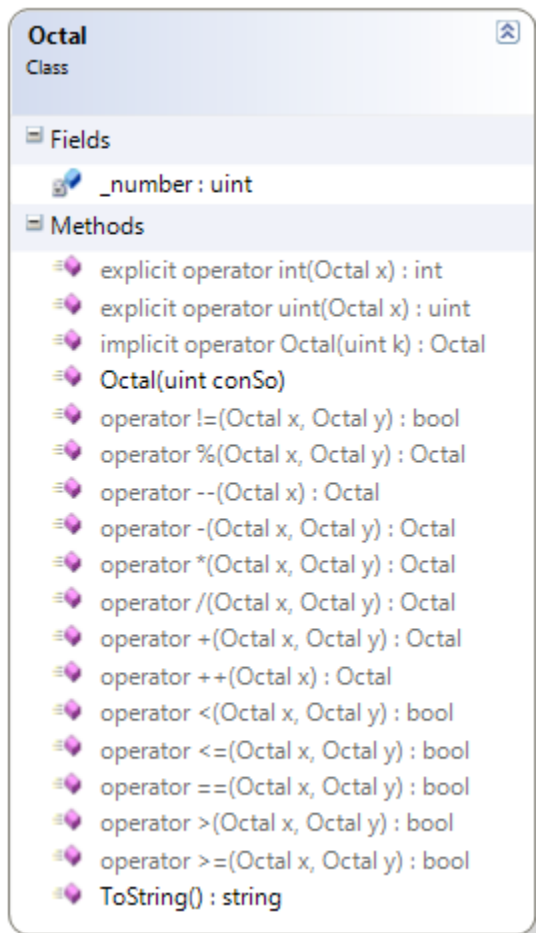 Octal
Class
Fields
_number : uint
Methods
explicit operator int(Octal x) : int
explicit operator uint(Octal x) : uint
implicit operator Octal(uint k) : Octal
Octal(uint conSo)
operator !=(Octal x, Octal y) : bool
operator %(Octal x, Octal y) : Octal
operator --(Octal x) : Octal
operator -(Octal x, Octal y) : Octal
operator *(Octal x, Octal y) : Octal
operator /(Octal x, Octal y) : Octal
operator +(Octal x, Octal y) : Octal
operator ++(Octal x) : Octal
operator <(Octal x, Octal y) : bool
operator <=(Octal x, Octal y) : bool
operator ==(Octal x, Octal y) : bool
operator >(Octal x, Octal y) : bool
operator >=(Octal x, Octal y) : bool
ToString() : string